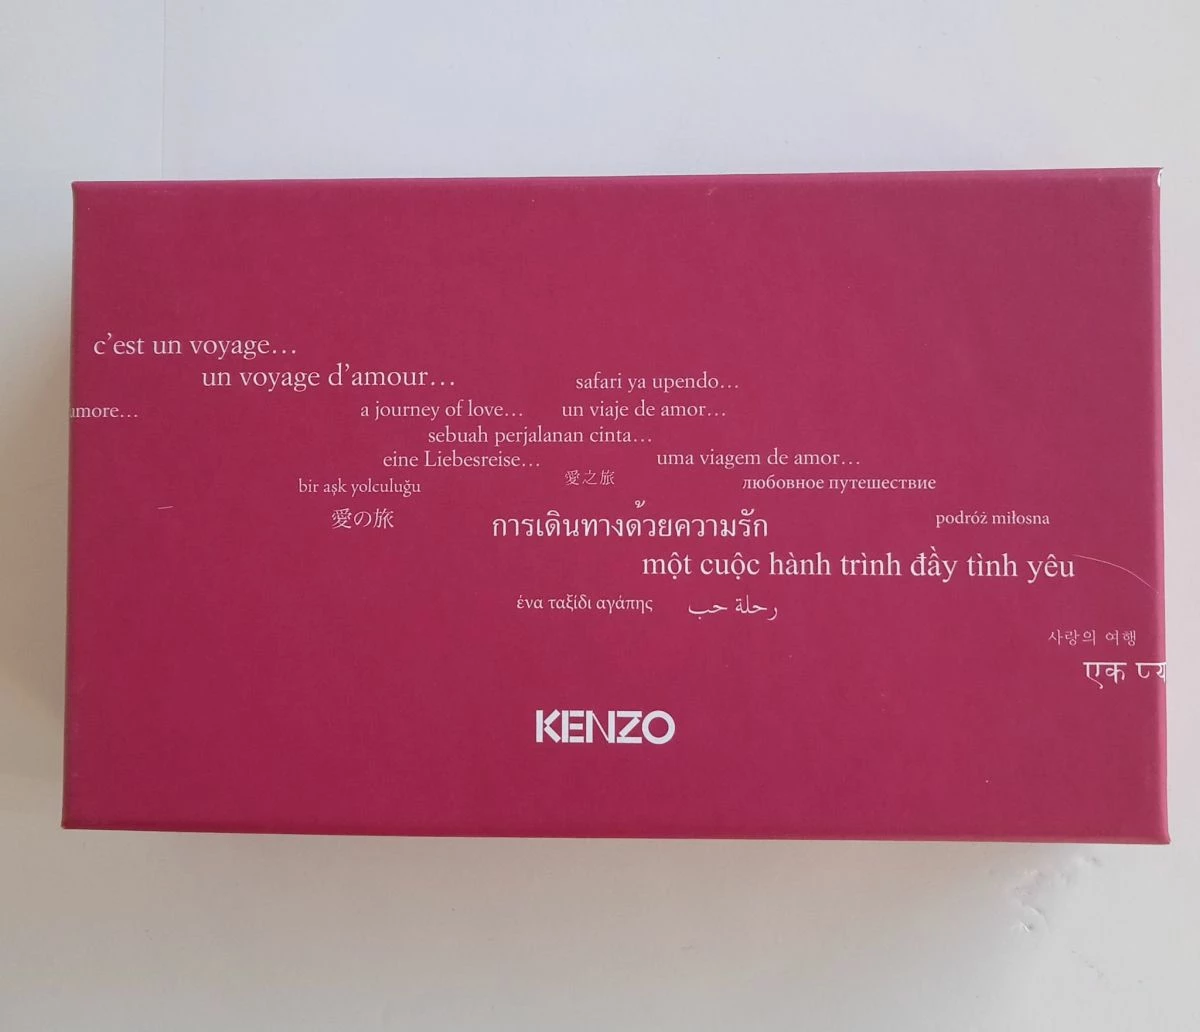 c'est un voyage...
un voyage d'amour...
safari ya upendo...
amore...
a journey of love...
un viaje de amor...
sebuah perjalanan cinta...
eine Liebesreise...
uma viagem de amor...
愛之旅
bir aşk yolculuğu
любовное путешествие
愛の旅
การเดินทางด้วยความรัก
podróż miłosna
một cuộc hành trình đầy tình yêu
ένα ταξίδι αγάπης
رحلة حب
사랑의 여행
एक
KENZO